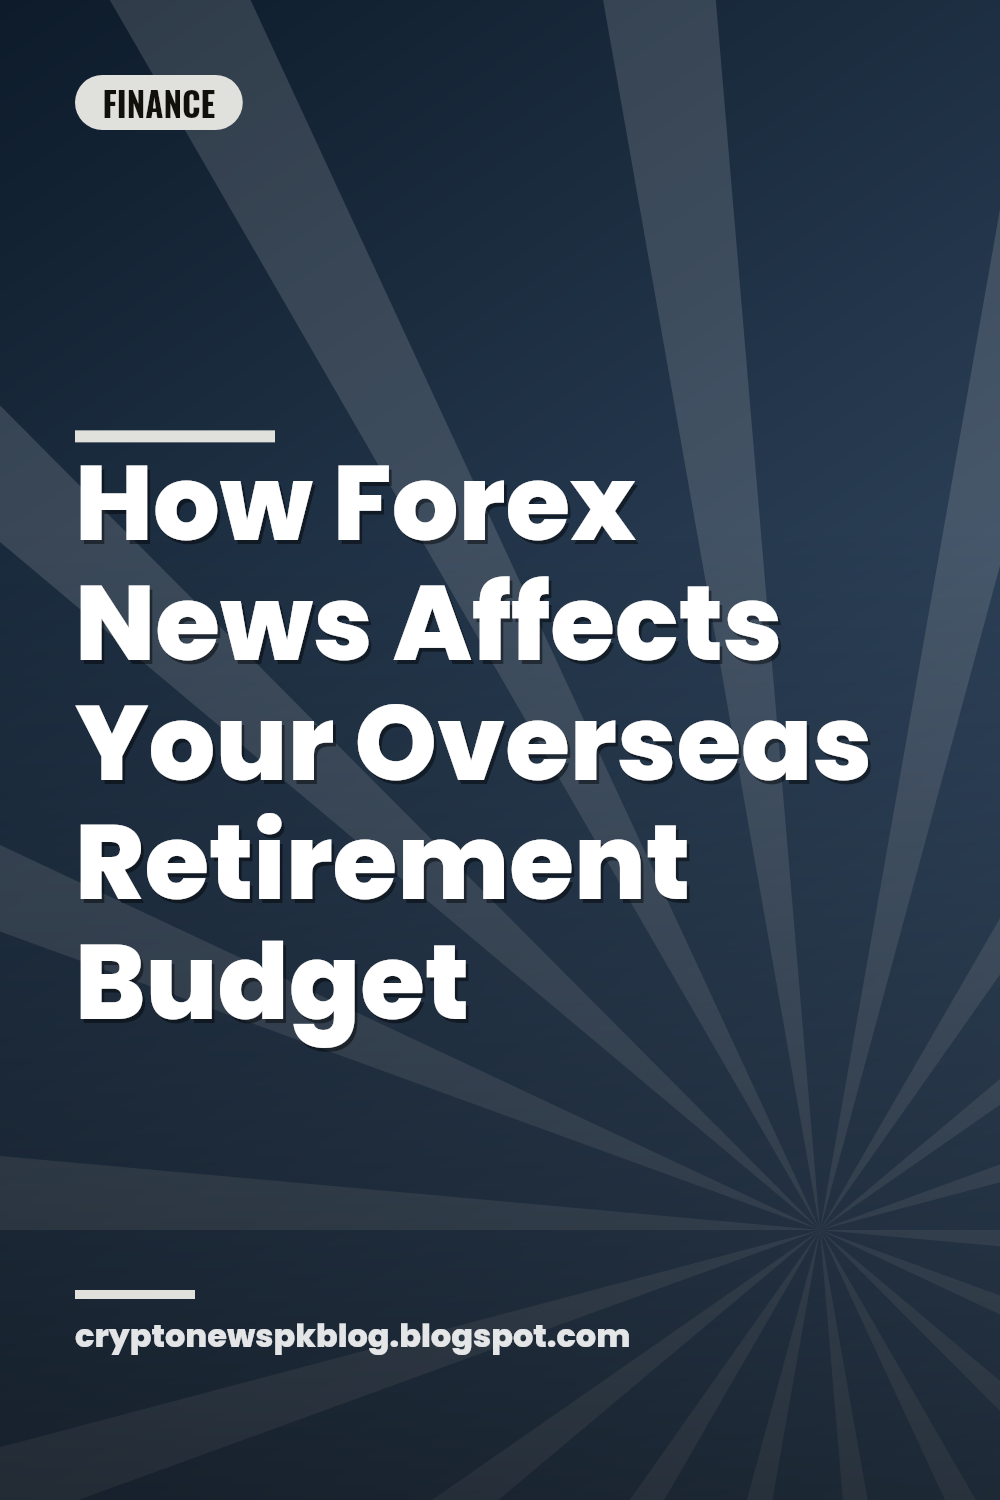 FINANCE
How Forex
News Affects
Your Overseas
Retirement
Budget
cryptonewspkblog.blogspot.com